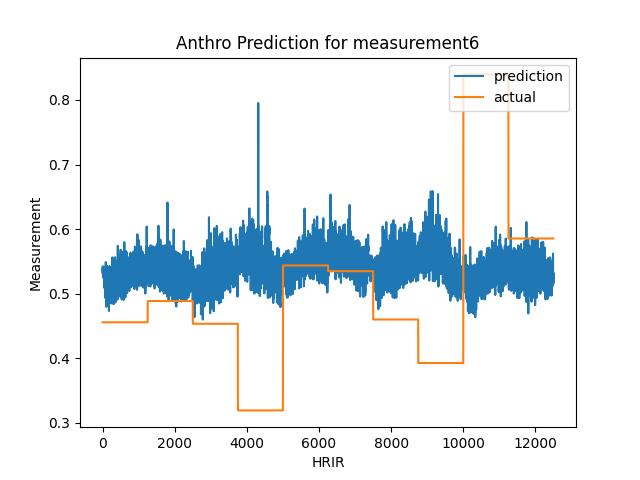 Anthro Prediction for measurement6
prediction
actual
Measurement
0.8
0.7
0.6
0.5
0.4
0.3
0 2000 4000 6000 8000 10000 12000
HRIR